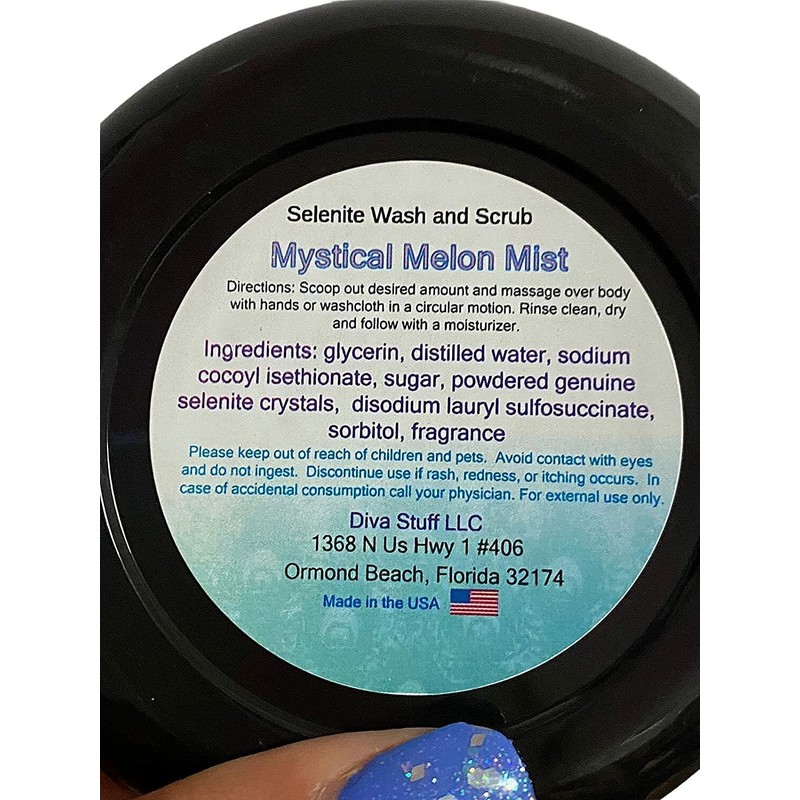 Selenite Wash and Scrub
Mystical Melon Mist
Directions: Scoop out desired amount and massage over body
with hands or washcloth in a circular motion. Rinse clean, dry
and follow with a moisturizer.
Ingredients: glycerin, distilled water, sodium
cocoyl isethionate, sugar, powdered genuine
selenite crystals, disodium lauryl sulfosuccinate,
sorbitol, fragrance
Please keep out of reach of children and pets. Avoid contact with eyes
and do not ingest. Discontinue use if rash, redness, or itching occurs. In
case of accidental consumption call your physician. For external use only.
Diva Stuff LLC
1368 N Us Hwy 1 #406
Ormond Beach, Florida 32174
Made in the USA